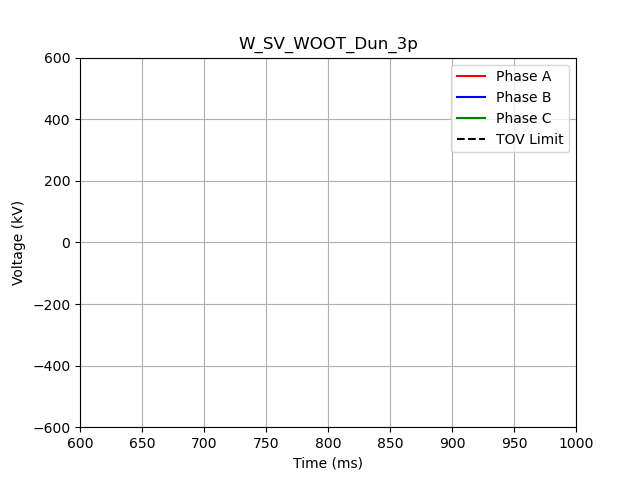 W_SV_WOOT_Dun_3p
600
400
200
0
−200
−400
−600
Voltage (kV)
Phase A
Phase B
Phase C
TOV Limit
600 650 700 750 800 850 900 950 1000
Time (ms)